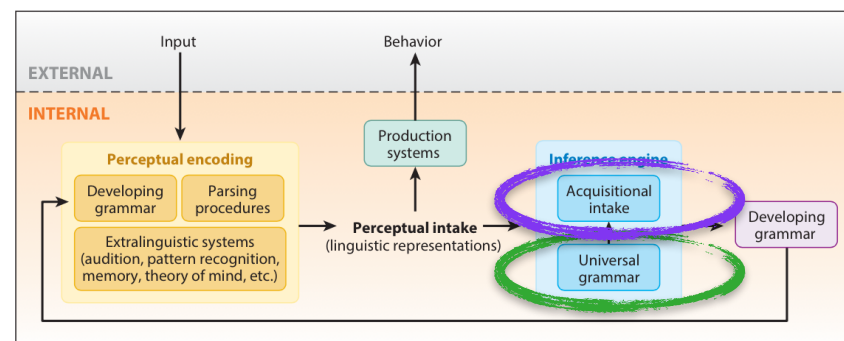 Input
Behavior
EXTERNAL
INTERNAL
Production
systems
Perceptual encoding
Developing
grammar
Parsing
procedures
Extralinguistic systems
(audition, pattern recognition,
memory, theory of mind, etc.)
Perceptual intake
(linguistic representations)
Inference engine
Acquisitional
intake
Universal
grammar
Developing
grammar